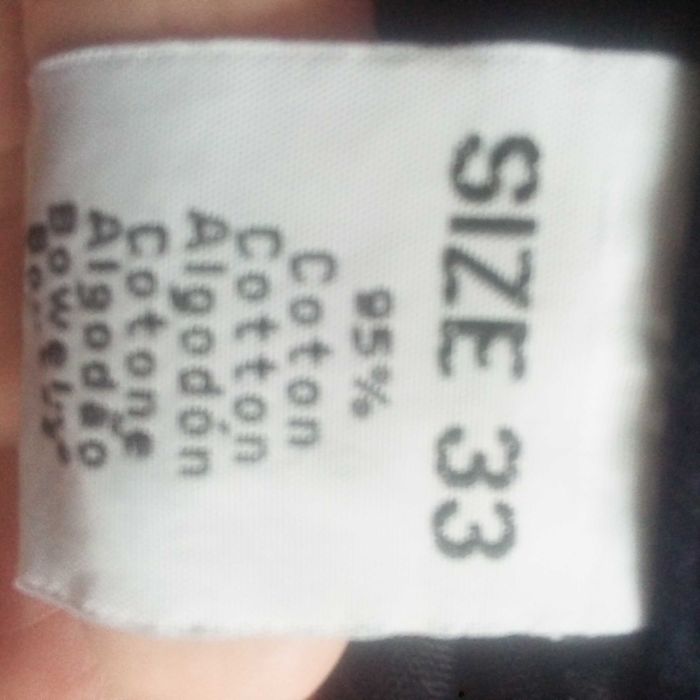 SIZE 33
95%
Coton
Cotton
Algodón
Cotone
Algodão